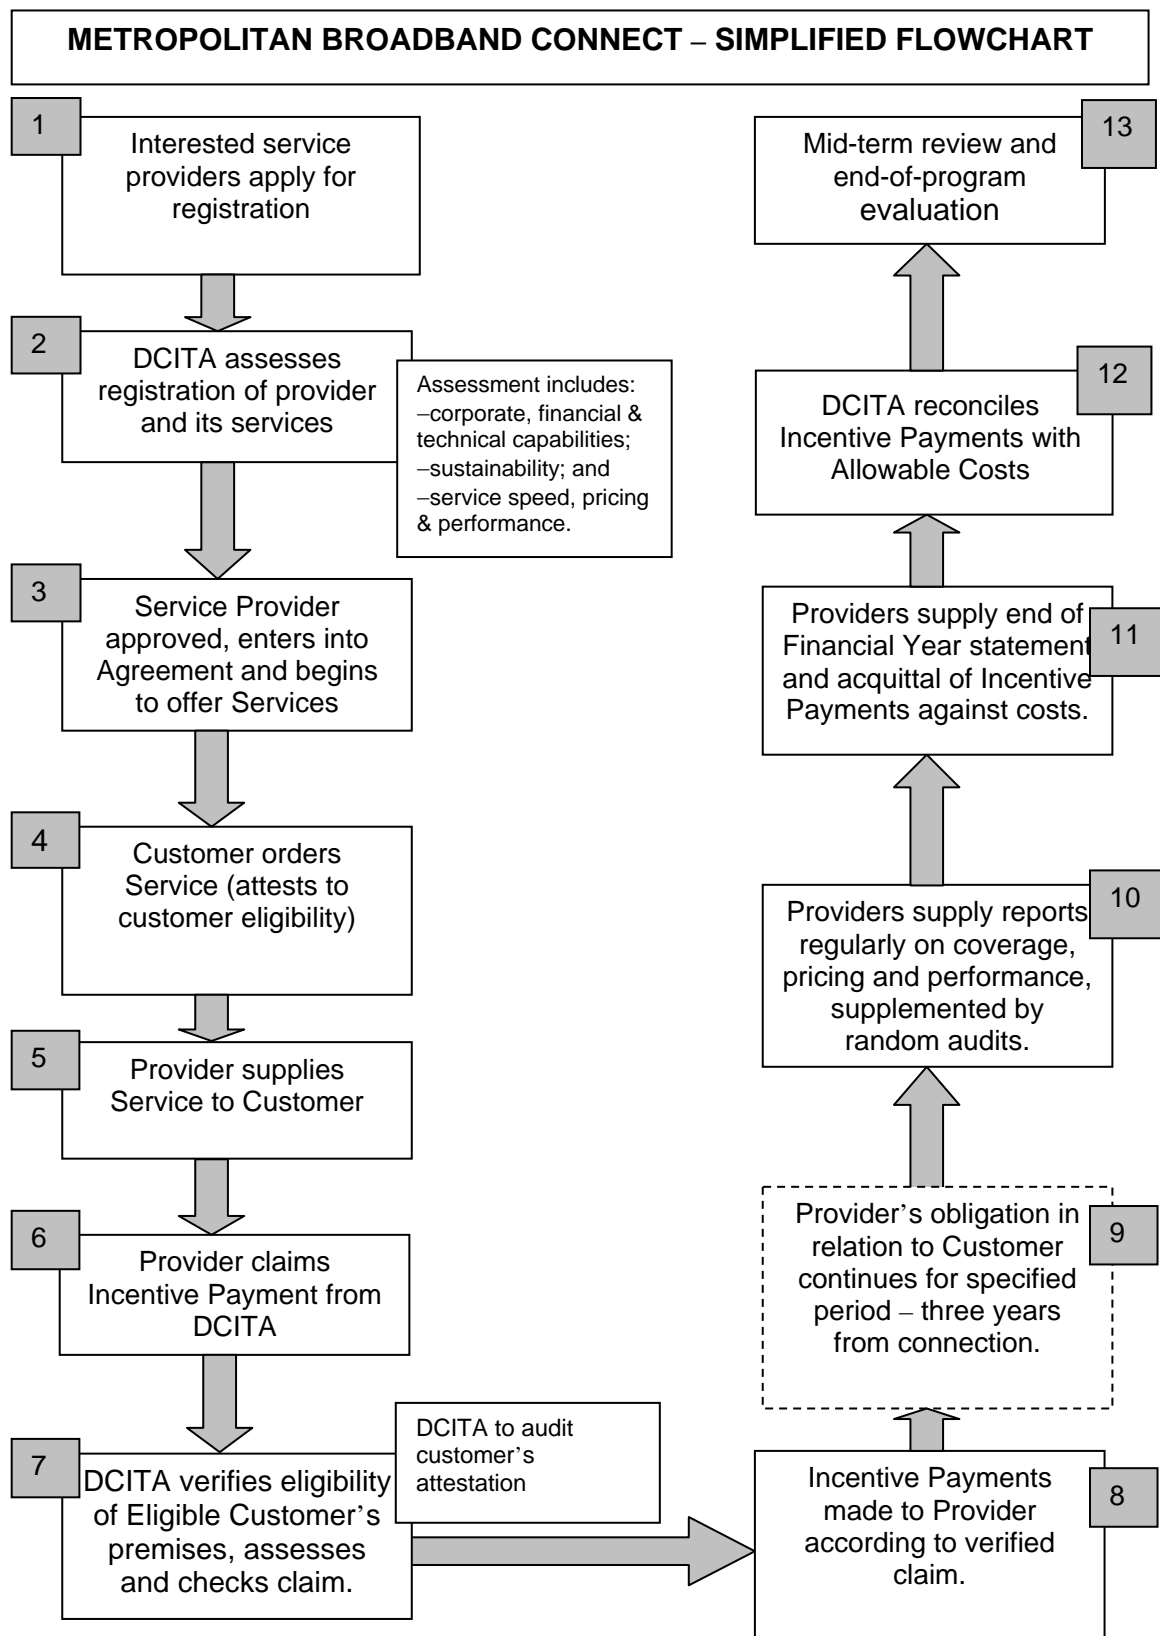 METROPOLITAN BROADBAND CONNECT – SIMPLIFIED FLOWCHART
1
Interested service
providers apply for
registration
2
DCITA assesses
registration of provider
and its services
Assessment includes:
–corporate, financial &
technical capabilities;
–sustainability; and
–service speed, pricing
& performance.
3
Service Provider
approved, enters into
Agreement and begins
to offer Services
4
Customer orders
Service (attests to
customer eligibility)
5
Provider supplies
Service to Customer
6
Provider claims
Incentive Payment from
DCITA
7
DCITA verifies eligibility
of Eligible Customer’s
premises, assesses
and checks claim.
DCITA to audit
customer’s
attestation
8
Incentive Payments
made to Provider
according to verified
claim.
9
Provider’s obligation in
relation to Customer
continues for specified
period – three years
from connection.
10
Providers supply reports
regularly on coverage,
pricing and performance,
supplemented by
random audits.
11
Providers supply end of
Financial Year statement
and acquittal of Incentive
Payments against costs.
12
DCITA reconciles
Incentive Payments with
Allowable Costs
13
Mid-term review and
end-of-program
evaluation